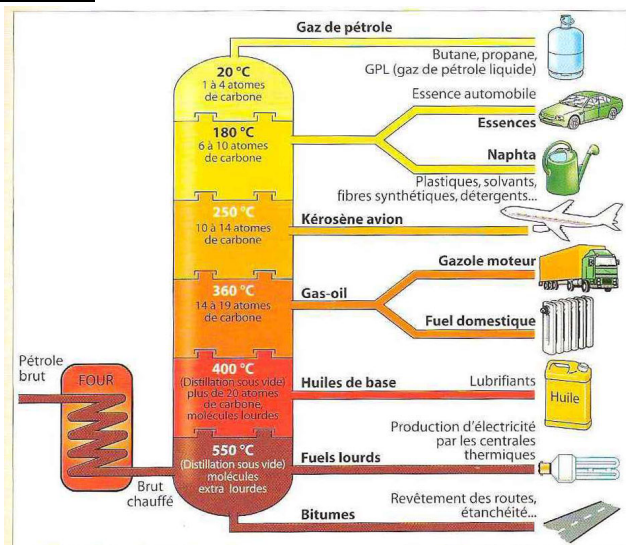 Gaz de pétrole
Butane, propane,
GPL (gaz de pétrole liquide)
20 °C
1 à 4 atomes
de carbone
Essence automobile
Essences
180 °C
6 à 10 atomes
de carbone
Naphta
Plastiques, solvants,
fibres synthétiques, détergents...
250 °C
10 à 14 atomes
de carbone
Kérosène avion
Gazole moteur
360 °C
14 à 19 atomes
de carbone
Gas-oil
Fuel domestique
Pétrole
brut
FOUR
400 °C
(Distillation sous vide)
plus de 20 atomes
de carbone,
molécules lourdes
Huiles de base
Lubrifiants
Huile
550 °C
(Distillation sous vide)
molécules
extra lourdes
Fuels lourds
Production d'électricité
par les centrales
thermiques
Brut
chauffé
Bitumes
Revêtement des routes,
étanchéité...